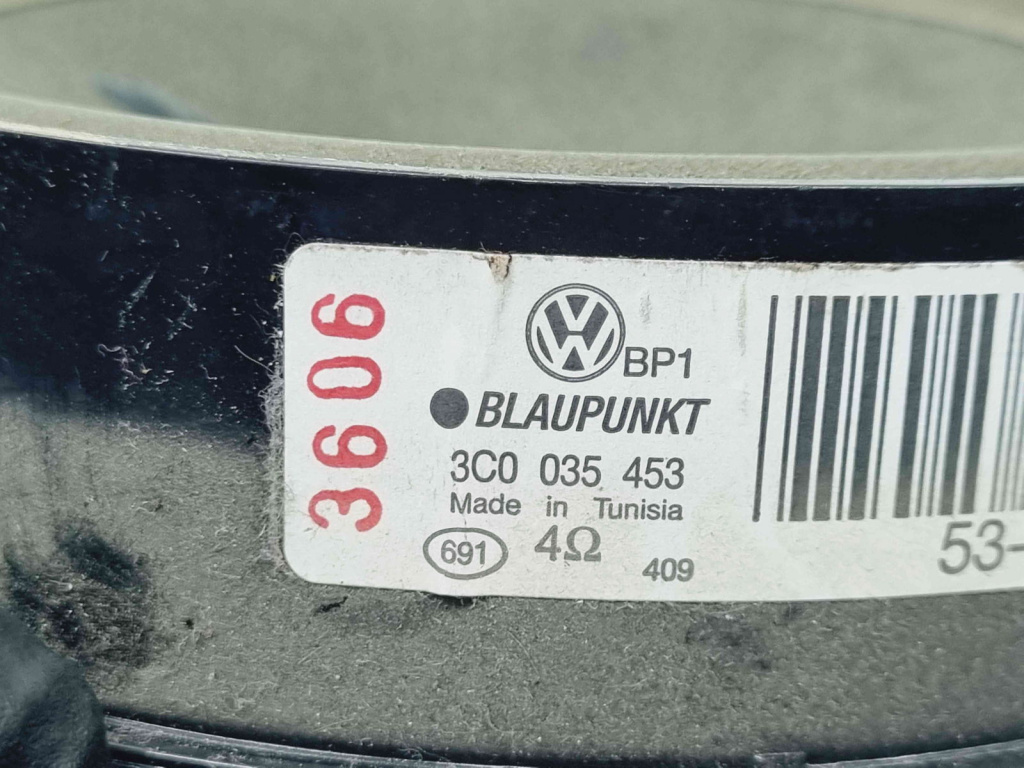 3606
BP1
BLAUPUNKT
3C0 035 453
Made in Tunisia
691 4Ω 409
53-